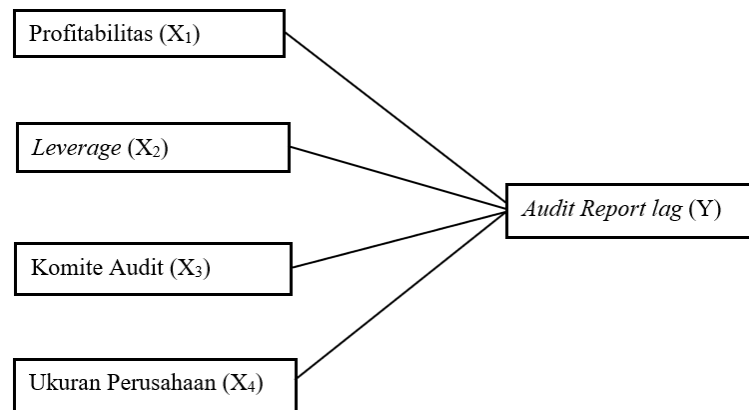 Profitabilitas (X₁)
Leverage (X₂)
Audit Report lag (Y)
Komite Audit (X₃)
Ukuran Perusahaan (X₄)